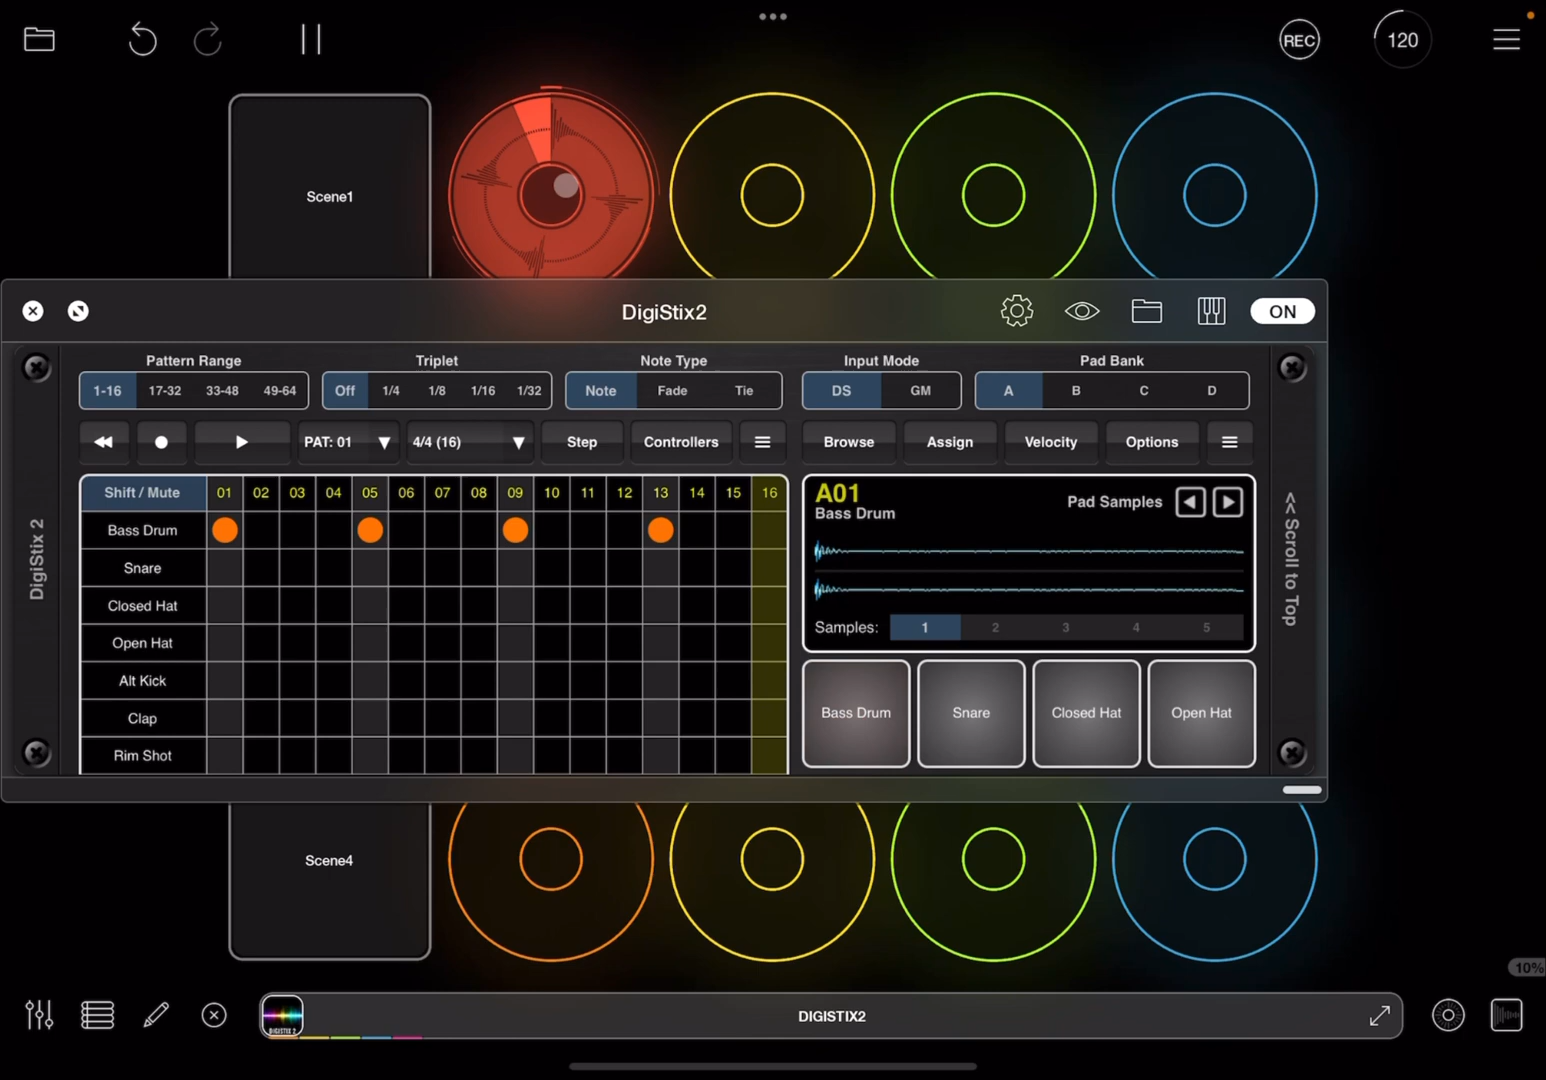 REC
120
Scene1
DigiStix2
ON
Pattern Range
Triplet
Note Type
Input Mode
Pad Bank
1-16 17-32 33-48 49-64
Off 1/4 1/8 1/16 1/32
Note Fade Tie
DS GM
A B C D
PAT: 01 ▼
4/4 (16) ▼
Step
Controllers
Browse
Assign
Velocity
Options
DigiStix 2
Shift / Mute 01 02 03 04 05 06 07 08 09 10 11 12 13 14 15 16
Bass Drum
Snare
Closed Hat
Open Hat
Alt Kick
Clap
Rim Shot
A01
Bass Drum
Pad Samples
Samples: 1 2 3 4 5
Bass Drum
Snare
Closed Hat
Open Hat
<< Scroll to Top
Scene4
10%
DIGISTIX 2
DIGISTIX2